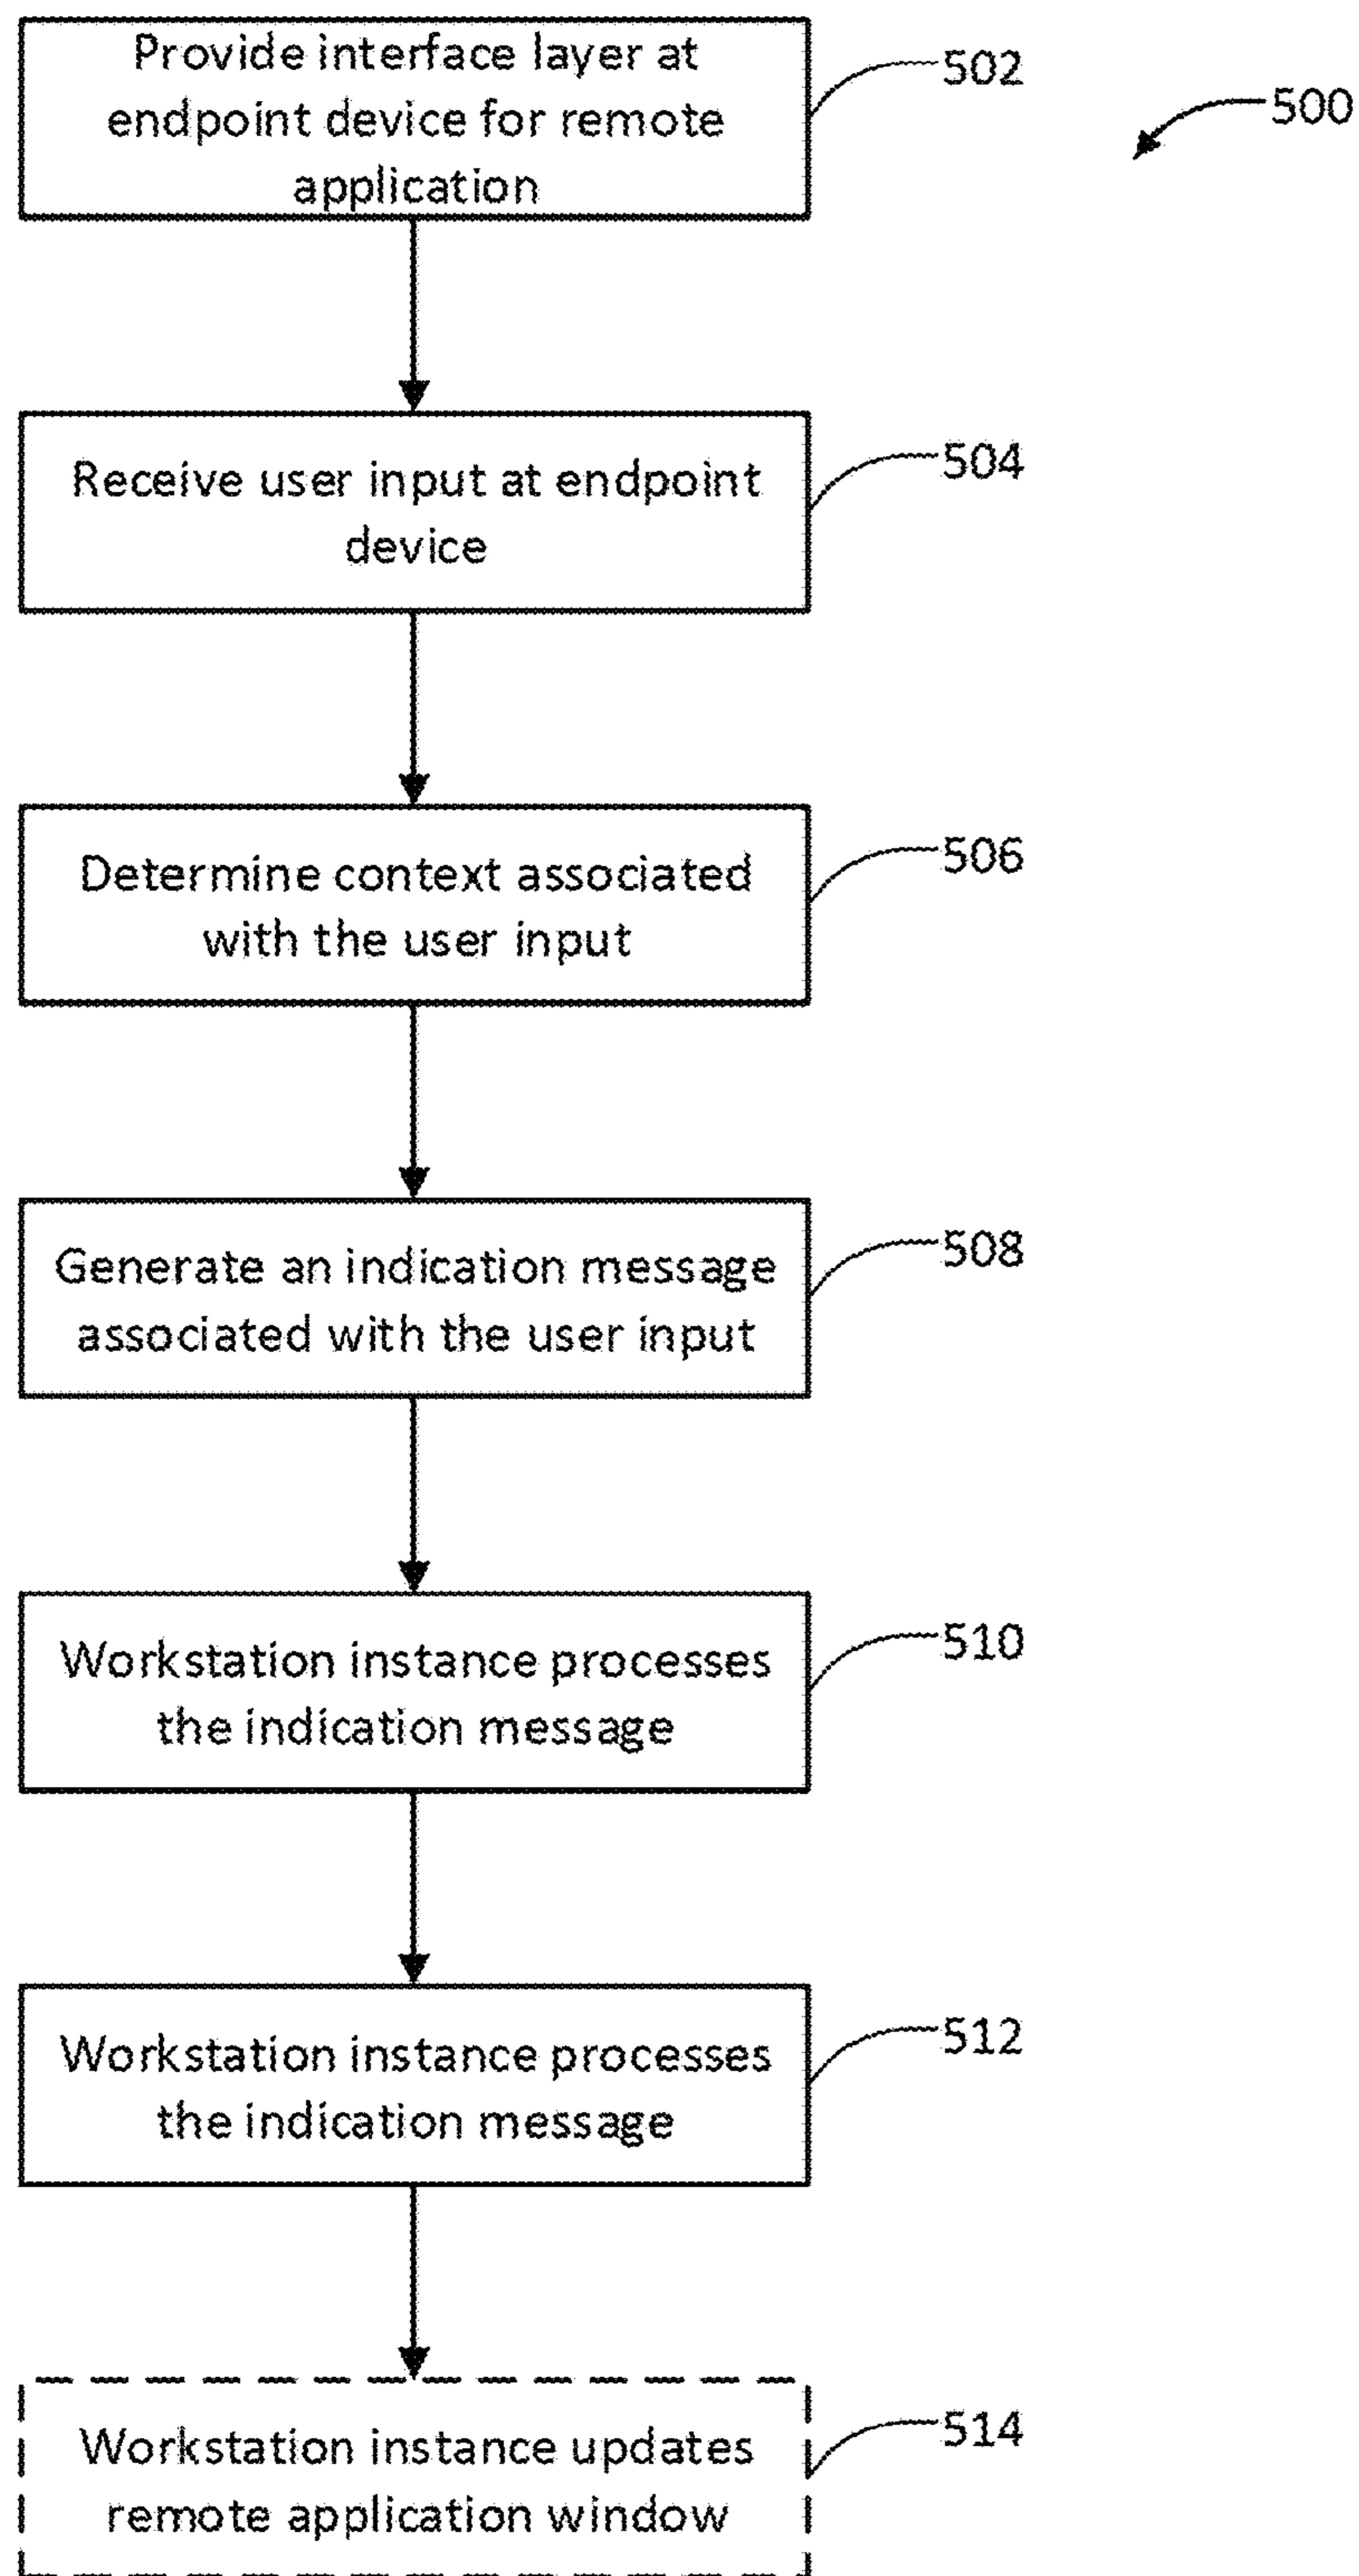 Provide interface layer at
endpoint device for remote
application
502
500
Receive user input at endpoint
device
504
Determine context associated
with the user input
506
Generate an indication message
associated with the user input
508
Workstation instance processes
the indication message
510
Workstation instance processes
the indication message
512
Workstation instance updates
remote application window
514